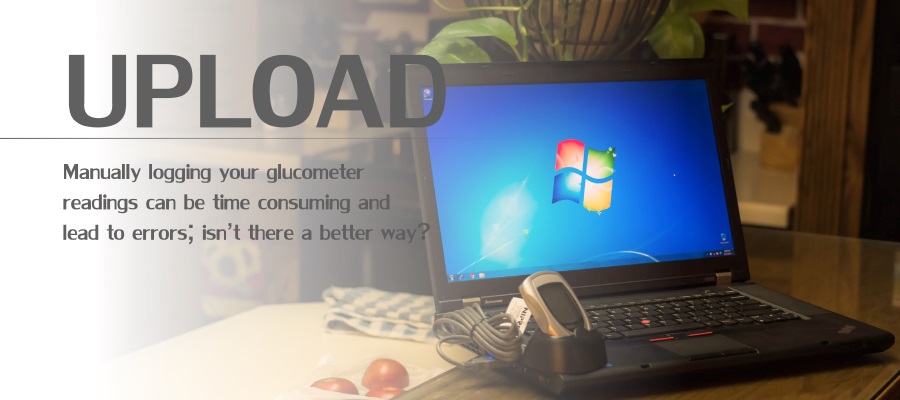 UPLOAD
Manually logging your glucometer
readings can be time consuming and
lead to errors; isn't there a better way?